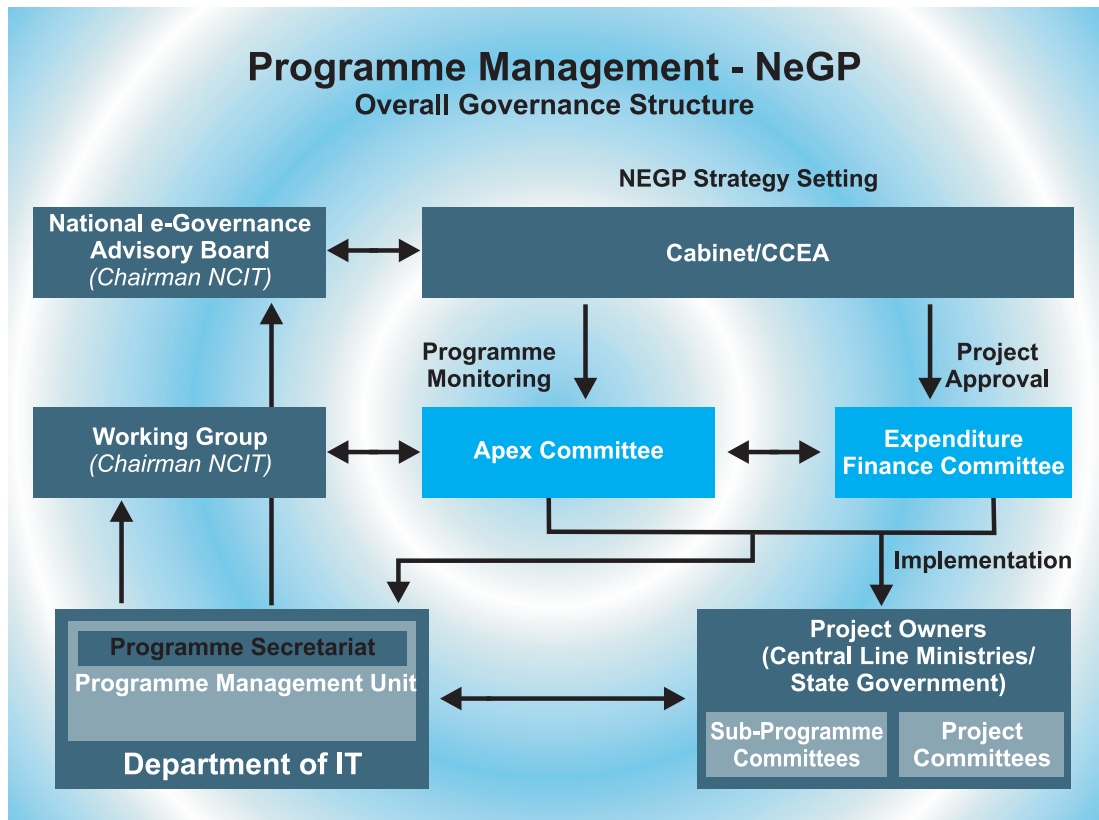 Programme Management - NeGP
Overall Governance Structure
NEGP Strategy Setting
National e-Governance
Advisory Board
(Chairman NCIT)
Cabinet/CCEA
Programme
Monitoring
Project
Approval
Working Group
(Chairman NCIT)
Apex Committee
Expenditure
Finance Committee
Implementation
Programme Secretariat
Programme Management Unit
Department of IT
Project Owners
(Central Line Ministries/
State Government)
Sub-Programme
Committees
Project
Committees